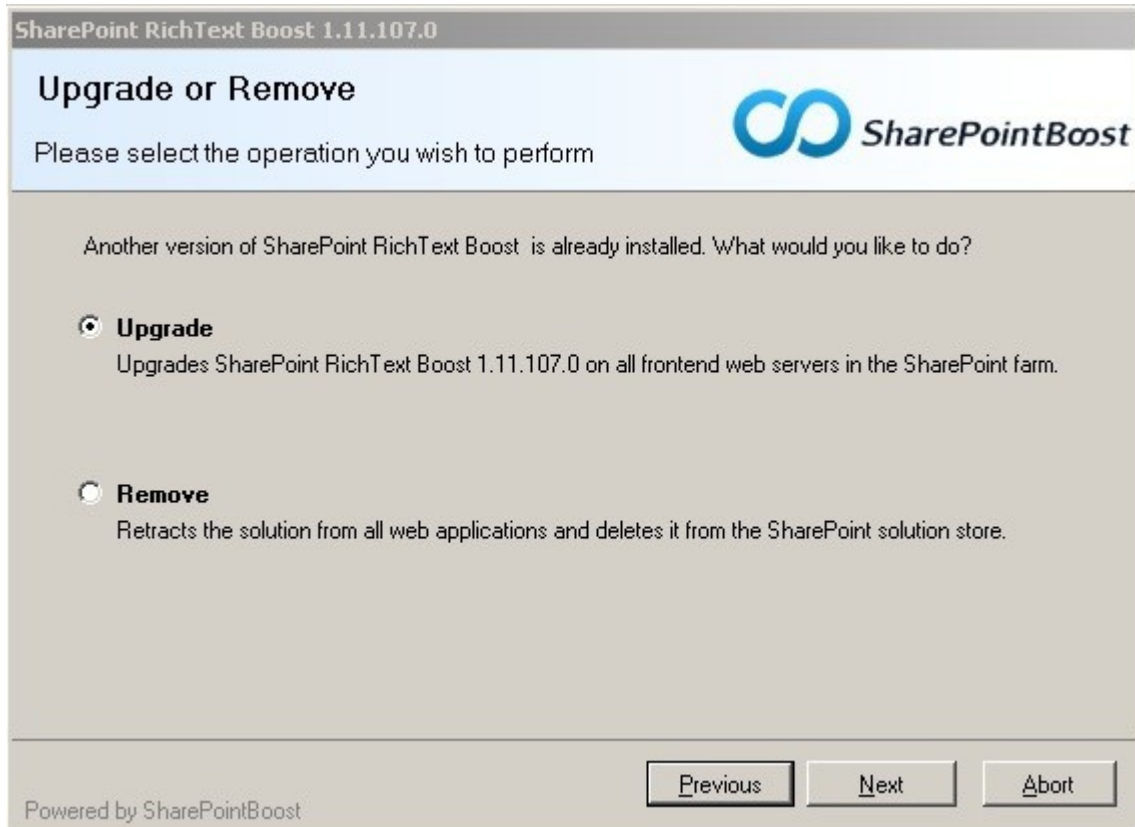 SharePoint RichText Boost 1.11.107.0
Upgrade or Remove
Please select the operation you wish to perform
SharePointBoost
Another version of SharePoint RichText Boost is already installed. What would you like to do?
Upgrade
Upgrades SharePoint RichText Boost 1.11.107.0 on all frontend web servers in the SharePoint farm.
Remove
Retracts the solution from all web applications and deletes it from the SharePoint solution store.
Previous Next Abort
Powered by SharePointBoost